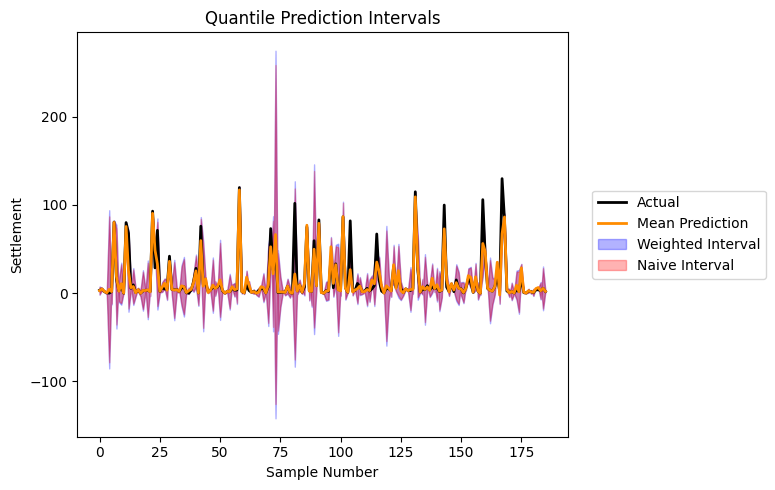 Quantile Prediction Intervals
Settlement
200
100
0
−100
0 25 50 75 100 125 150 175
Sample Number
Actual
Mean Prediction
Weighted Interval
Naive Interval